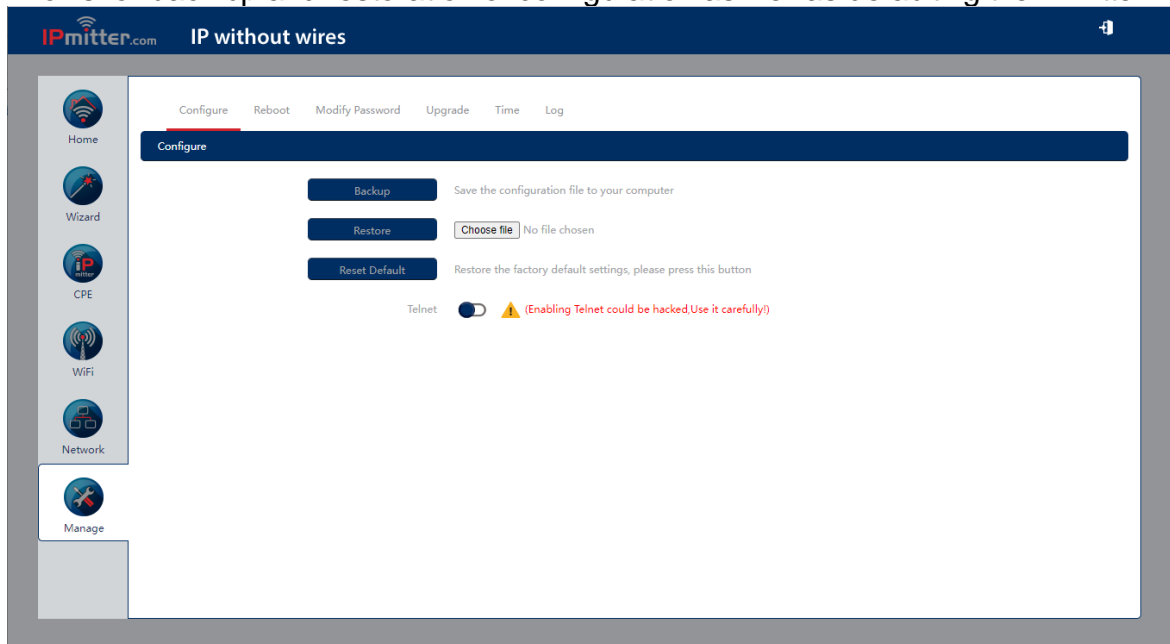 IPmitter.com IP without wires
Home
Wizard
iP
mitter
CPE
WiFi
Network
Manage
Configure Reboot Modify Password Upgrade Time Log
Configure
Backup Save the configuration file to your computer
Restore Choose file No file chosen
Reset Default Restore the factory default settings, please press this button
Telnet (Enabling Telnet could be hacked,Use it carefully!)